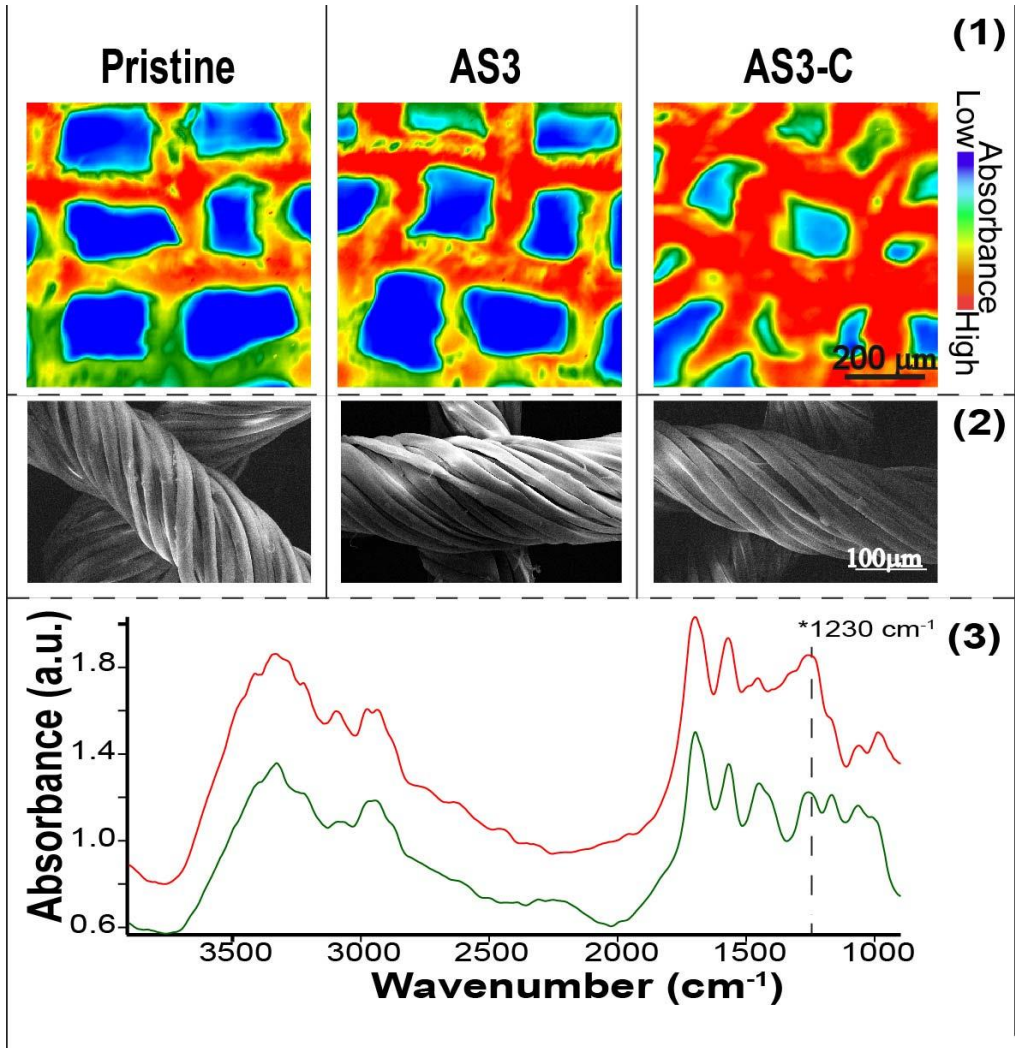 Pristine
AS3
AS3-C
(1)
Low
Absorbance
High
200 µm
(2)
100µm
(3)
*1230 cm⁻¹
Absorbance (a.u.)
1.8
1.4
1.0
0.6
3500 3000 2500 2000 1500 1000
Wavenumber (cm⁻¹)